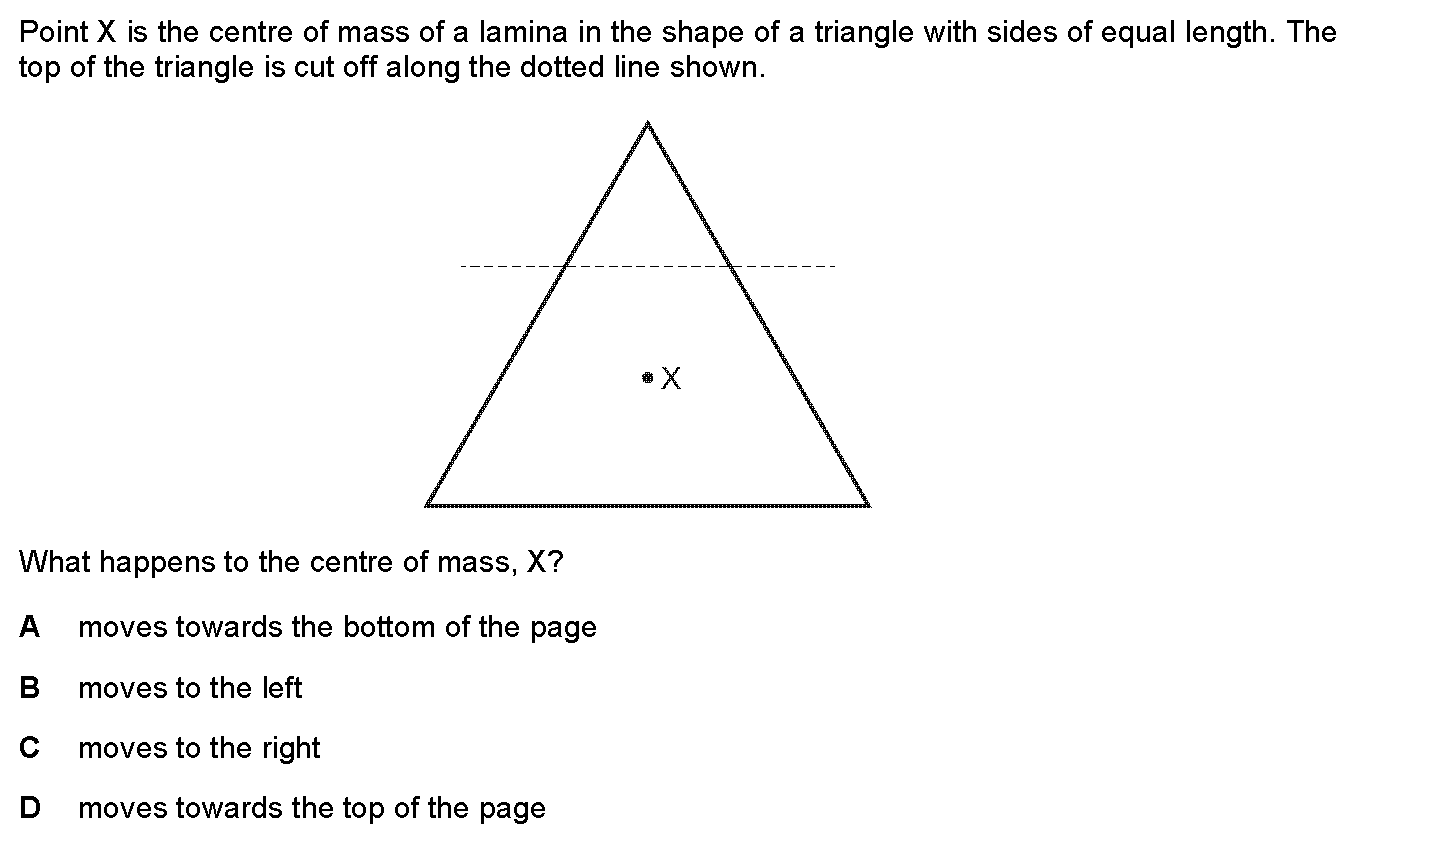 Point X is the centre of mass of a lamina in the shape of a triangle with sides of equal length. The
top of the triangle is cut off along the dotted line shown.
X
What happens to the centre of mass, X?
A moves towards the bottom of the page
B moves to the left
C moves to the right
D moves towards the top of the page